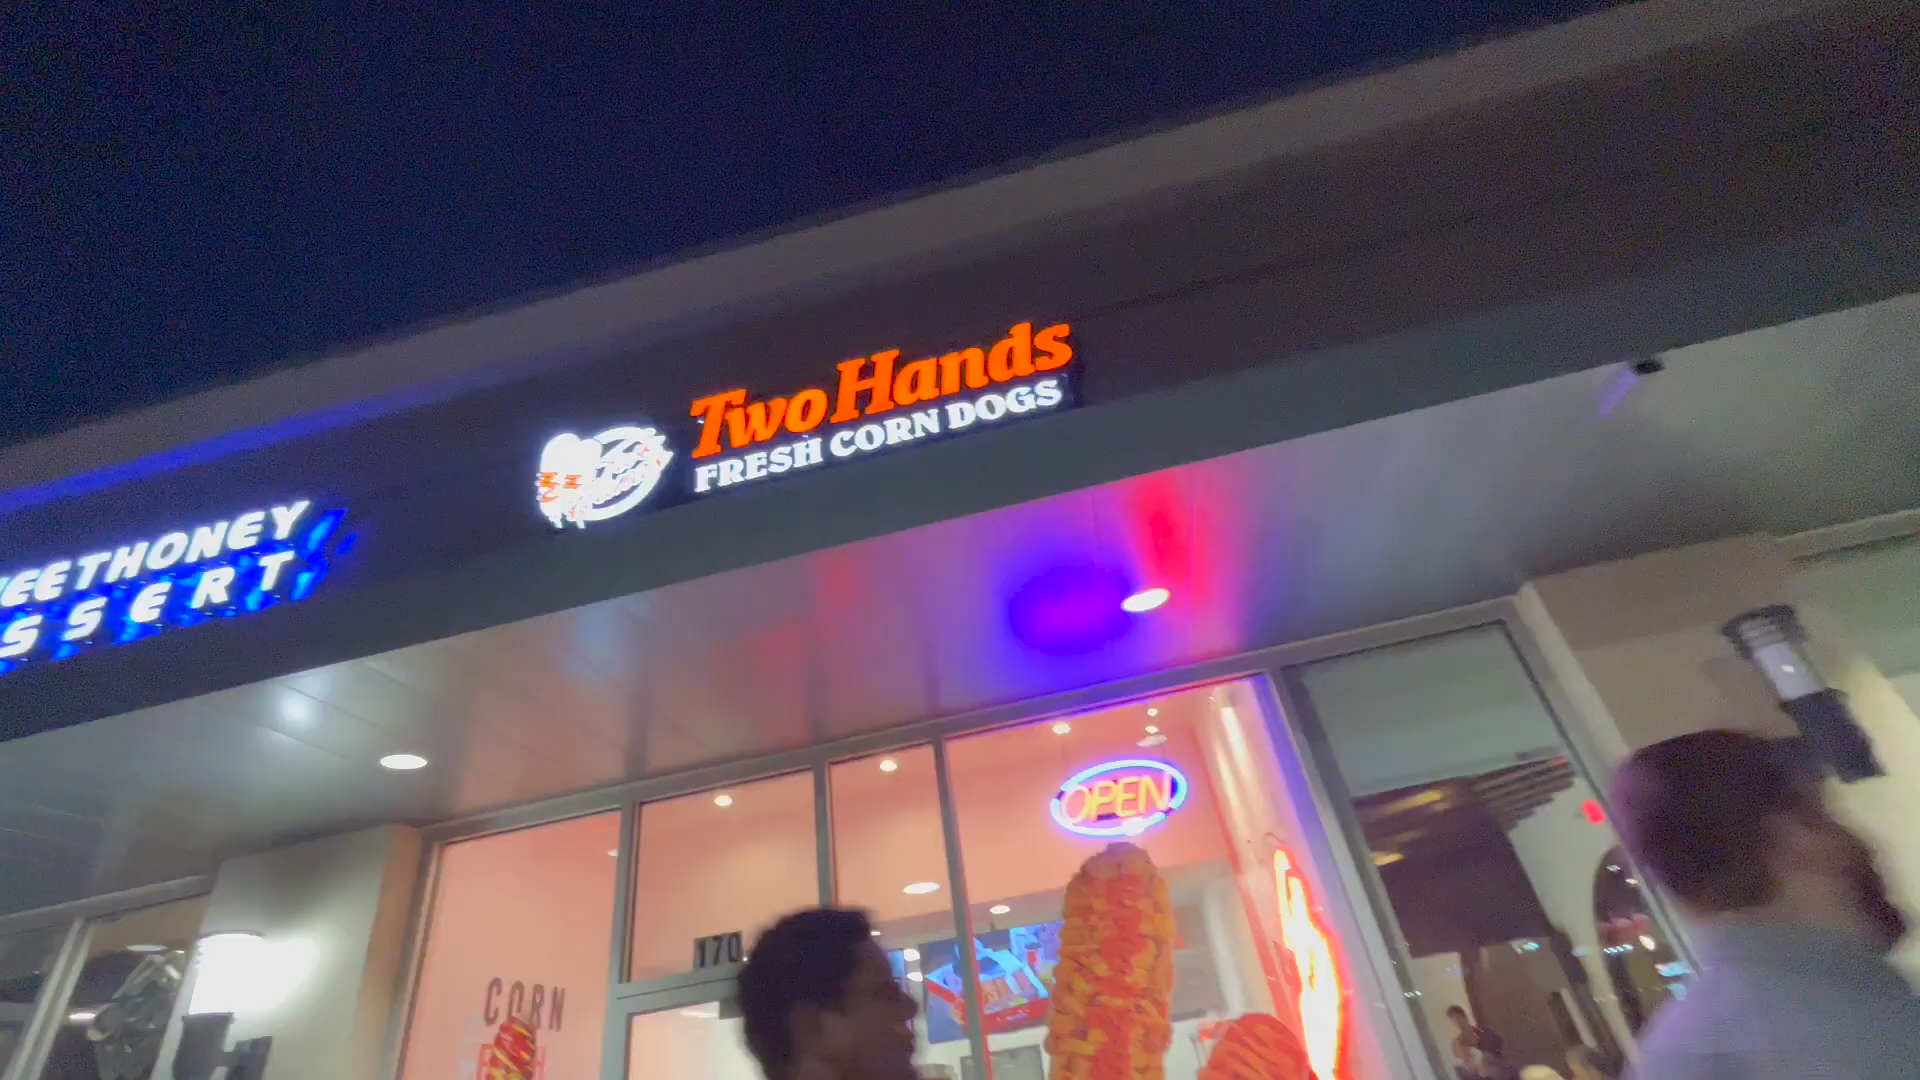 Two Hands
FRESH CORN DOGS
EETHONEY
SSERT
OPEN
170
CORN